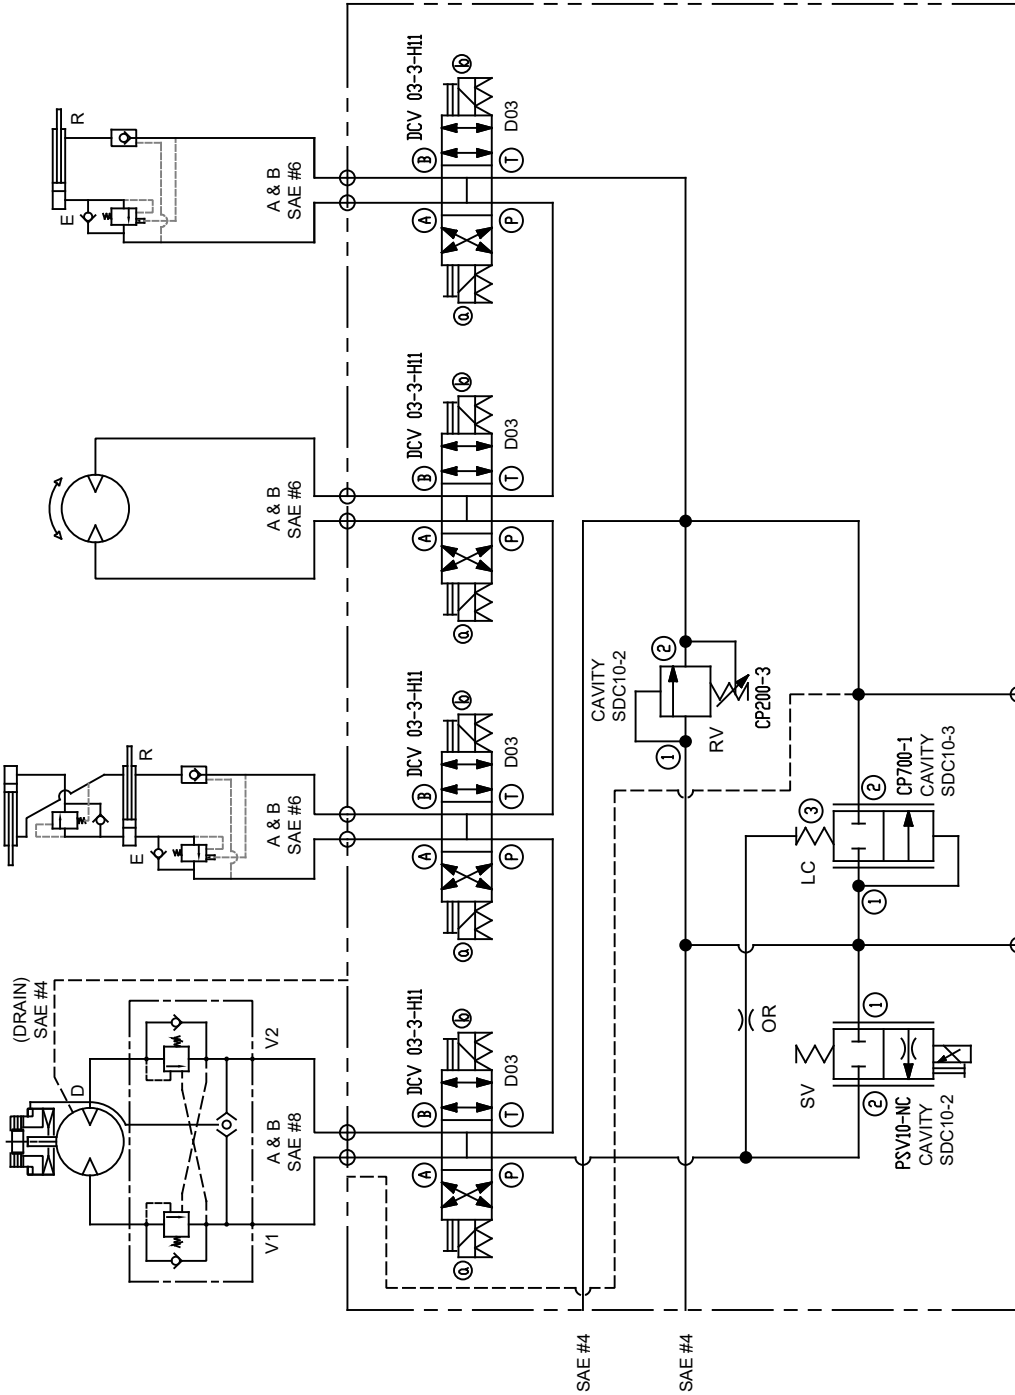 (DRAIN)
SAE #4
D
V1
V2
A & B
SAE #8
E
R
A & B
SAE #6
A & B
SAE #6
E
R
A & B
SAE #6
DCV 03-3-H11
D03
A
B
P
T
a
b
DCV 03-3-H11
D03
A
B
P
T
a
b
DCV 03-3-H11
D03
A
B
P
T
a
b
DCV 03-3-H11
D03
A
B
P
T
a
b
SAE #4
SAE #4
CAVITY
SDC10-2
1
2
RV
CP200-3
OR
SV
2
1
PSV10-NC
CAVITY
SDC10-2
LC
3
1
2
CP700-1
CAVITY
SDC10-3